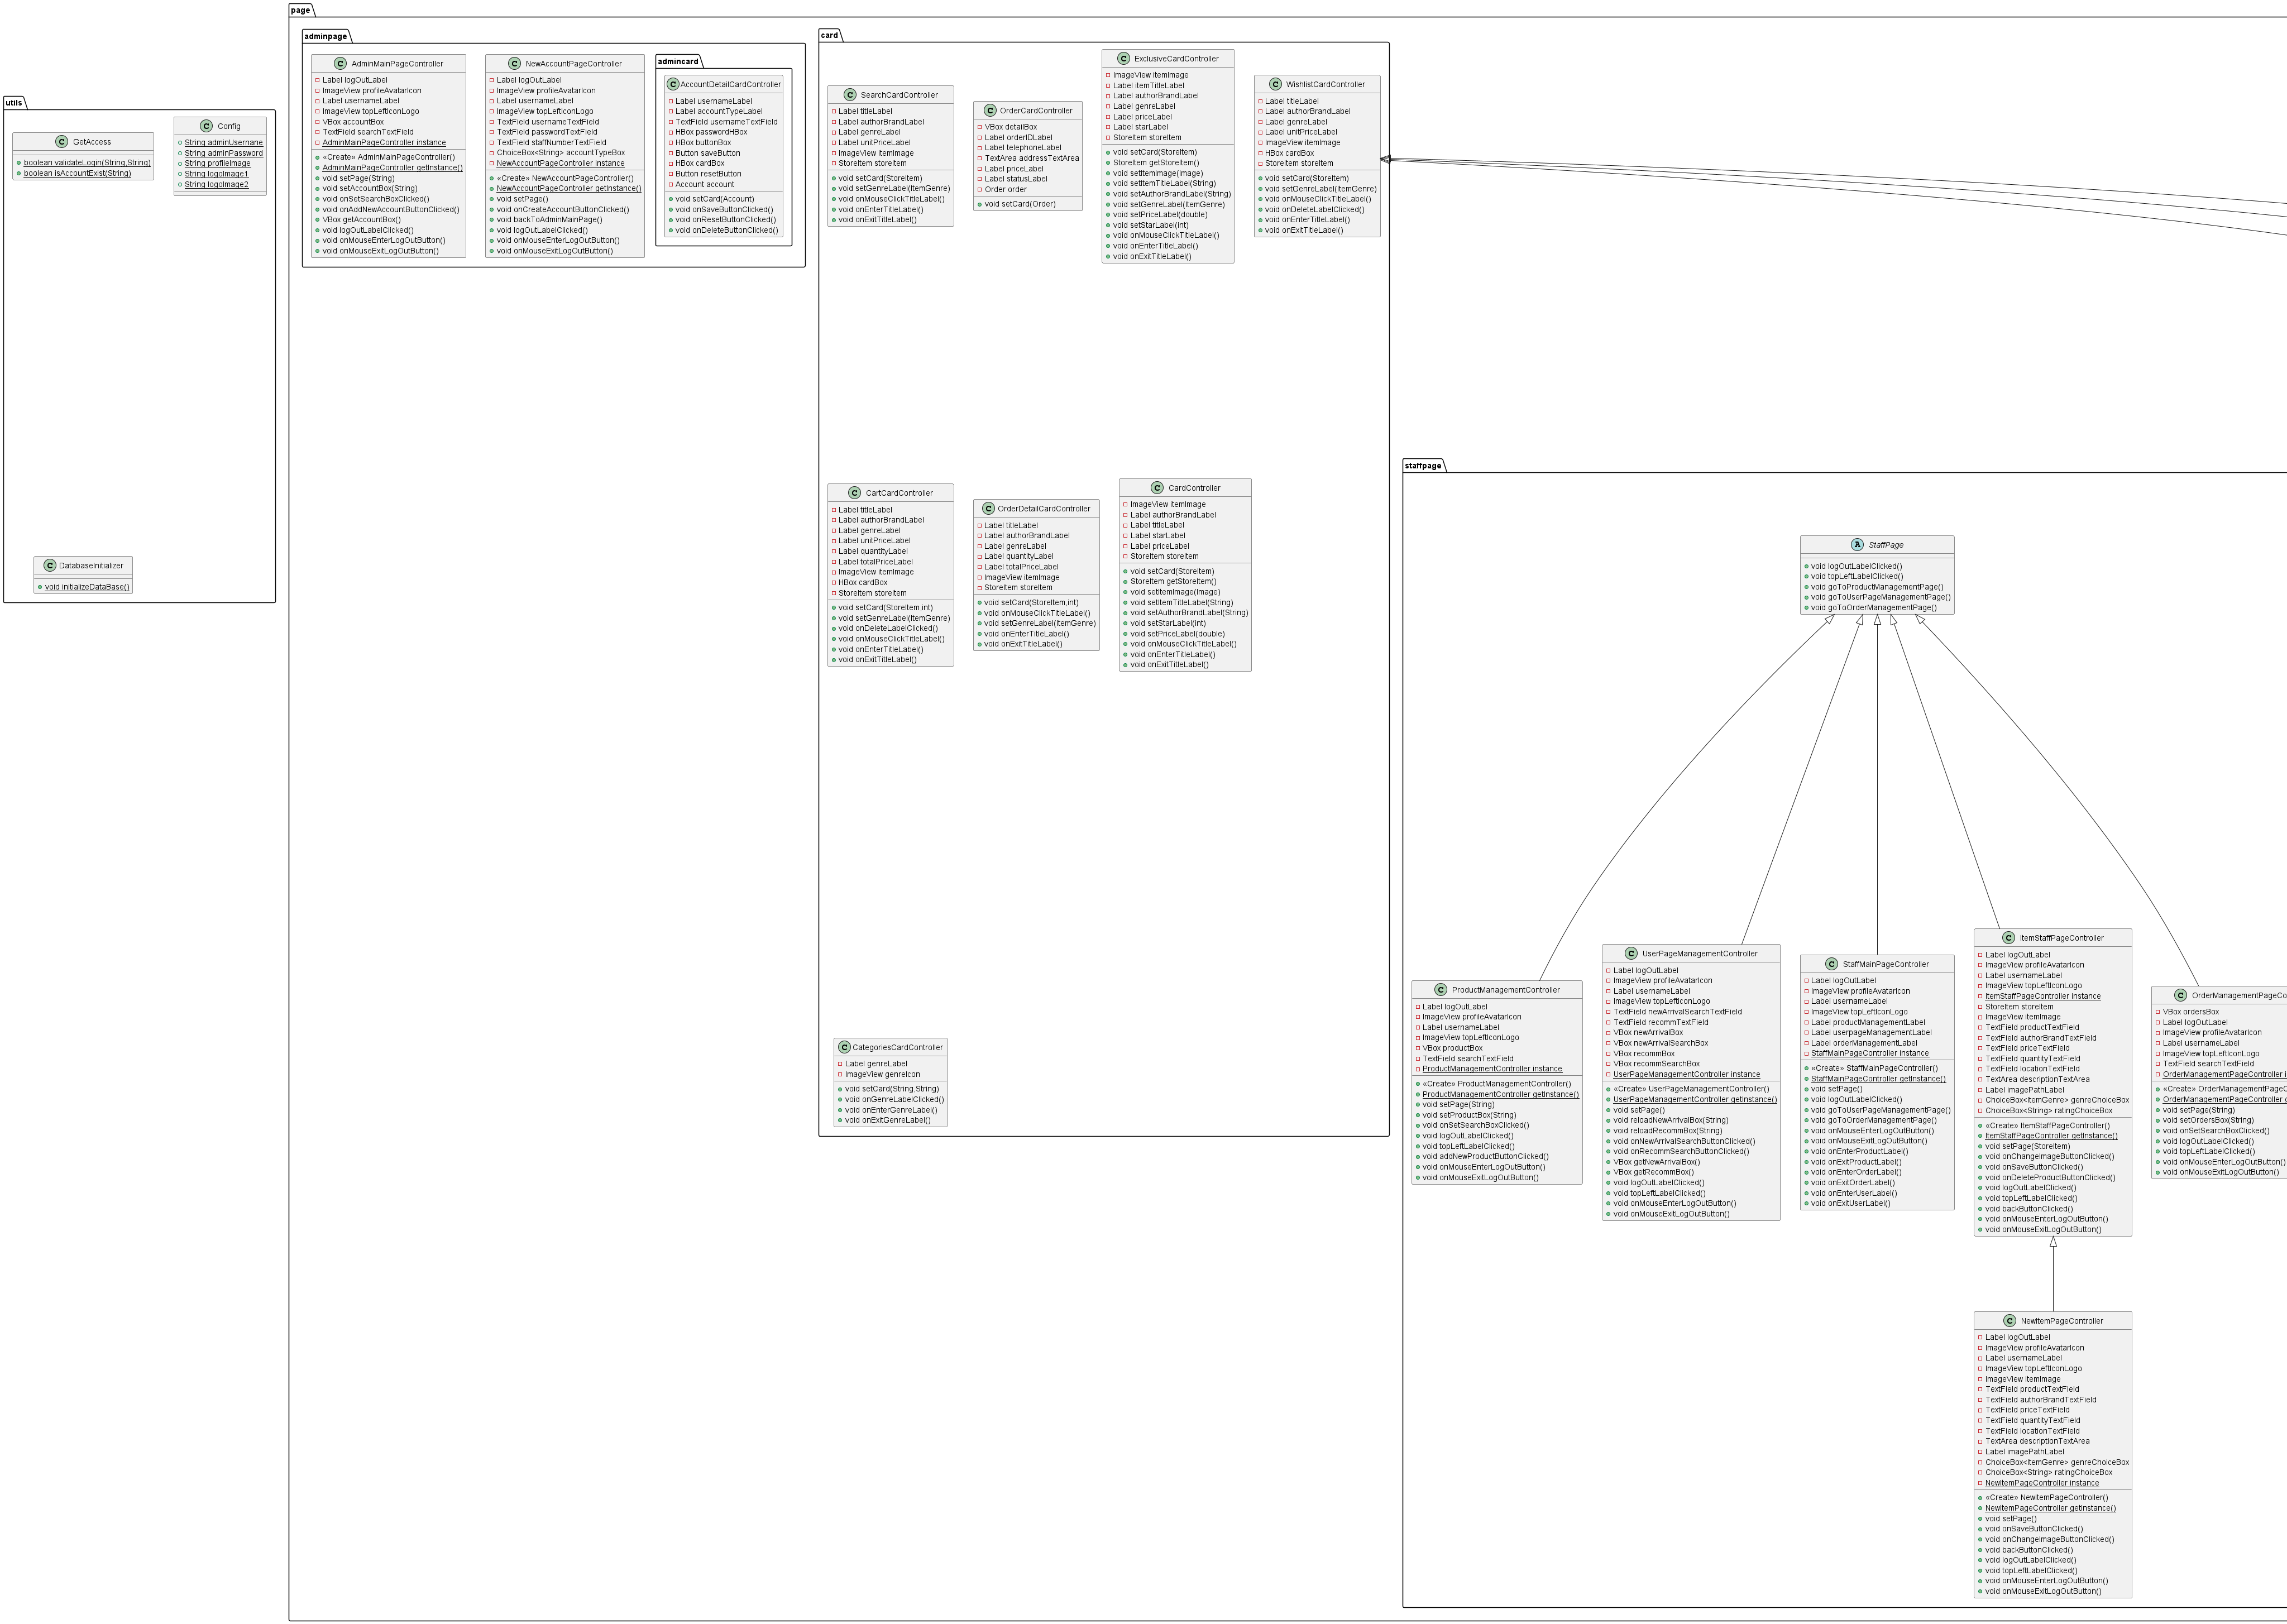 page
adminpage
AdminMainPageController
Label logOutLabel
ImageView profileAvatarIcon
Label usernameLabel
ImageView topLeftIconLogo
VBox accountBox
TextField searchTextField
AdminMainPageController instance
«Create» AdminMainPageController()
AdminMainPageController getInstance()
void setPage(String)
void setAccountBox(String)
void onSetSearchBoxClicked()
void onAddNewAccountButtonClicked()
VBox getAccountBox()
void logOutLabelClicked()
void onMouseEnterLogOutButton()
void onMouseExitLogOutButton()
NewAccountPageController
Label logOutLabel
ImageView profileAvatarIcon
Label usernameLabel
ImageView topLeftIconLogo
TextField usernameTextField
TextField passwordTextField
TextField staffNumberTextField
ChoiceBox<String> accountTypeBox
NewAccountPageController instance
«Create» NewAccountPageController()
NewAccountPageController getInstance()
void setPage()
void onCreateAccountButtonClicked()
void backToAdminMainPage()
void logOutLabelClicked()
void onMouseEnterLogOutButton()
void onMouseExitLogOutButton()
admincard
AccountDetailCardController
Label usernameLabel
Label accountTypeLabel
TextField usernameTextField
HBox passwordHBox
HBox buttonBox
Button saveButton
HBox cardBox
Button resetButton
Account account
void setCard(Account)
void onSaveButtonClicked()
void onResetButtonClicked()
void onDeleteButtonClicked()
card
SearchCardController
Label titleLabel
Label authorBrandLabel
Label genreLabel
Label unitPriceLabel
ImageView itemImage
StoreItem storeItem
void setCard(StoreItem)
void setGenreLabel(ItemGenre)
void onMouseClickTitleLabel()
void onEnterTitleLabel()
void onExitTitleLabel()
OrderCardController
VBox detailBox
Label orderIDLabel
Label telephoneLabel
TextArea addressTextArea
Label priceLabel
Label statusLabel
Order order
void setCard(Order)
ExclusiveCardController
ImageView itemImage
Label itemTitleLabel
Label authorBrandLabel
Label genreLabel
Label priceLabel
Label starLabel
StoreItem storeItem
void setCard(StoreItem)
StoreItem getStoreItem()
void setItemImage(Image)
void setItemTitleLabel(String)
void setAuthorBrandLabel(String)
void setGenreLabel(ItemGenre)
void setPriceLabel(double)
void setStarLabel(int)
void onMouseClickTitleLabel()
void onEnterTitleLabel()
void onExitTitleLabel()
WishlistCardController
Label titleLabel
Label authorBrandLabel
Label genreLabel
Label unitPriceLabel
ImageView itemImage
HBox cardBox
StoreItem storeItem
void setCard(StoreItem)
void setGenreLabel(ItemGenre)
void onMouseClickTitleLabel()
void onDeleteLabelClicked()
void onEnterTitleLabel()
void onExitTitleLabel()
utils
GetAccess
boolean validateLogin(String,String)
boolean isAccountExist(String)
Config
String adminUsername
String adminPassword
String profileImage
String logoImage1
String logoImage2
DatabaseInitializer
void initializeDataBase()
CartCardController
Label titleLabel
Label authorBrandLabel
Label genreLabel
Label unitPriceLabel
Label quantityLabel
Label totalPriceLabel
ImageView itemImage
HBox cardBox
StoreItem storeItem
void setCard(StoreItem,int)
void setGenreLabel(ItemGenre)
void onDeleteLabelClicked()
void onMouseClickTitleLabel()
void onEnterTitleLabel()
void onExitTitleLabel()
OrderDetailCardController
Label titleLabel
Label authorBrandLabel
Label genreLabel
Label quantityLabel
Label totalPriceLabel
ImageView itemImage
StoreItem storeItem
void setCard(StoreItem,int)
void onMouseClickTitleLabel()
void setGenreLabel(ItemGenre)
void onEnterTitleLabel()
void onExitTitleLabel()
CardController
ImageView itemImage
Label authorBrandLabel
Label titleLabel
Label starLabel
Label priceLabel
StoreItem storeItem
void setCard(StoreItem)
StoreItem getStoreItem()
void setItemImage(Image)
void setItemTitleLabel(String)
void setAuthorBrandLabel(String)
void setStarLabel(int)
void setPriceLabel(double)
void onMouseClickTitleLabel()
void onEnterTitleLabel()
void onExitTitleLabel()
CategoriesCardController
Label genreLabel
ImageView genreIcon
void setCard(String,String)
void onGenreLabelClicked()
void onEnterGenreLabel()
void onExitGenreLabel()
staffpage
StaffPage
void logOutLabelClicked()
void topLeftLabelClicked()
void goToProductManagementPage()
void goToUserPageManagementPage()
void goToOrderManagementPage()
ProductManagementController
Label logOutLabel
ImageView profileAvatarIcon
Label usernameLabel
ImageView topLeftIconLogo
VBox productBox
TextField searchTextField
ProductManagementController instance
«Create» ProductManagementController()
ProductManagementController getInstance()
void setPage(String)
void setProductBox(String)
void onSetSearchBoxClicked()
void logOutLabelClicked()
void topLeftLabelClicked()
void addNewProductButtonClicked()
void onMouseEnterLogOutButton()
void onMouseExitLogOutButton()
UserPageManagementController
Label logOutLabel
ImageView profileAvatarIcon
Label usernameLabel
ImageView topLeftIconLogo
TextField newArrivalSearchTextField
TextField recommTextField
VBox newArrivalBox
VBox newArrivalSearchBox
VBox recommBox
VBox recommSearchBox
UserPageManagementController instance
«Create» UserPageManagementController()
UserPageManagementController getInstance()
void setPage()
void reloadNewArrivalBox(String)
void reloadRecommBox(String)
void onNewArrivalSearchButtonClicked()
void onRecommSearchButtonClicked()
VBox getNewArrivalBox()
VBox getRecommBox()
void logOutLabelClicked()
void topLeftLabelClicked()
void onMouseEnterLogOutButton()
void onMouseExitLogOutButton()
StaffMainPageController
Label logOutLabel
ImageView profileAvatarIcon
Label usernameLabel
ImageView topLeftIconLogo
Label productManagementLabel
Label userpageManagementLabel
Label orderManagementLabel
StaffMainPageController instance
«Create» StaffMainPageController()
StaffMainPageController getInstance()
void setPage()
void logOutLabelClicked()
void goToUserPageManagementPage()
void goToOrderManagementPage()
void onMouseEnterLogOutButton()
void onMouseExitLogOutButton()
void onEnterProductLabel()
void onExitProductLabel()
void onEnterOrderLabel()
void onExitOrderLabel()
void onEnterUserLabel()
void onExitUserLabel()
ItemStaffPageController
Label logOutLabel
ImageView profileAvatarIcon
Label usernameLabel
ImageView topLeftIconLogo
ItemStaffPageController instance
StoreItem storeItem
ImageView itemImage
TextField productTextField
TextField authorBrandTextField
TextField priceTextField
TextField quantityTextField
TextField locationTextField
TextArea descriptionTextArea
Label imagePathLabel
ChoiceBox<ItemGenre> genreChoiceBox
ChoiceBox<String> ratingChoiceBox
«Create» ItemStaffPageController()
ItemStaffPageController getInstance()
void setPage(StoreItem)
void onChangeImageButtonClicked()
void onSaveButtonClicked()
void onDeleteProductButtonClicked()
void logOutLabelClicked()
void topLeftLabelClicked()
void backButtonClicked()
void onMouseEnterLogOutButton()
void onMouseExitLogOutButton()
OrderManagementPageCo
VBox ordersBox
Label logOutLabel
ImageView profileAvatarIcon
Label usernameLabel
ImageView topLeftIconLogo
TextField searchTextField
OrderManagementPageController i
«Create» OrderManagementPageC
OrderManagementPageController g
void setPage(String)
void setOrdersBox(String)
void onSetSearchBoxClicked()
void logOutLabelClicked()
void topLeftLabelClicked()
void onMouseEnterLogOutButton()
void onMouseExitLogOutButton()
NewItemPageController
Label logOutLabel
ImageView profileAvatarIcon
Label usernameLabel
ImageView topLeftIconLogo
ImageView itemImage
TextField productTextField
TextField authorBrandTextField
TextField priceTextField
TextField quantityTextField
TextField locationTextField
TextArea descriptionTextArea
Label imagePathLabel
ChoiceBox<ItemGenre> genreChoiceBox
ChoiceBox<String> ratingChoiceBox
NewItemPageController instance
«Create» NewItemPageController()
NewItemPageController getInstance()
void setPage()
void onSaveButtonClicked()
void onChangeImageButtonClicked()
void backButtonClicked()
void logOutLabelClicked()
void topLeftLabelClicked()
void onMouseEnterLogOutButton()
void onMouseExitLogOutButton()